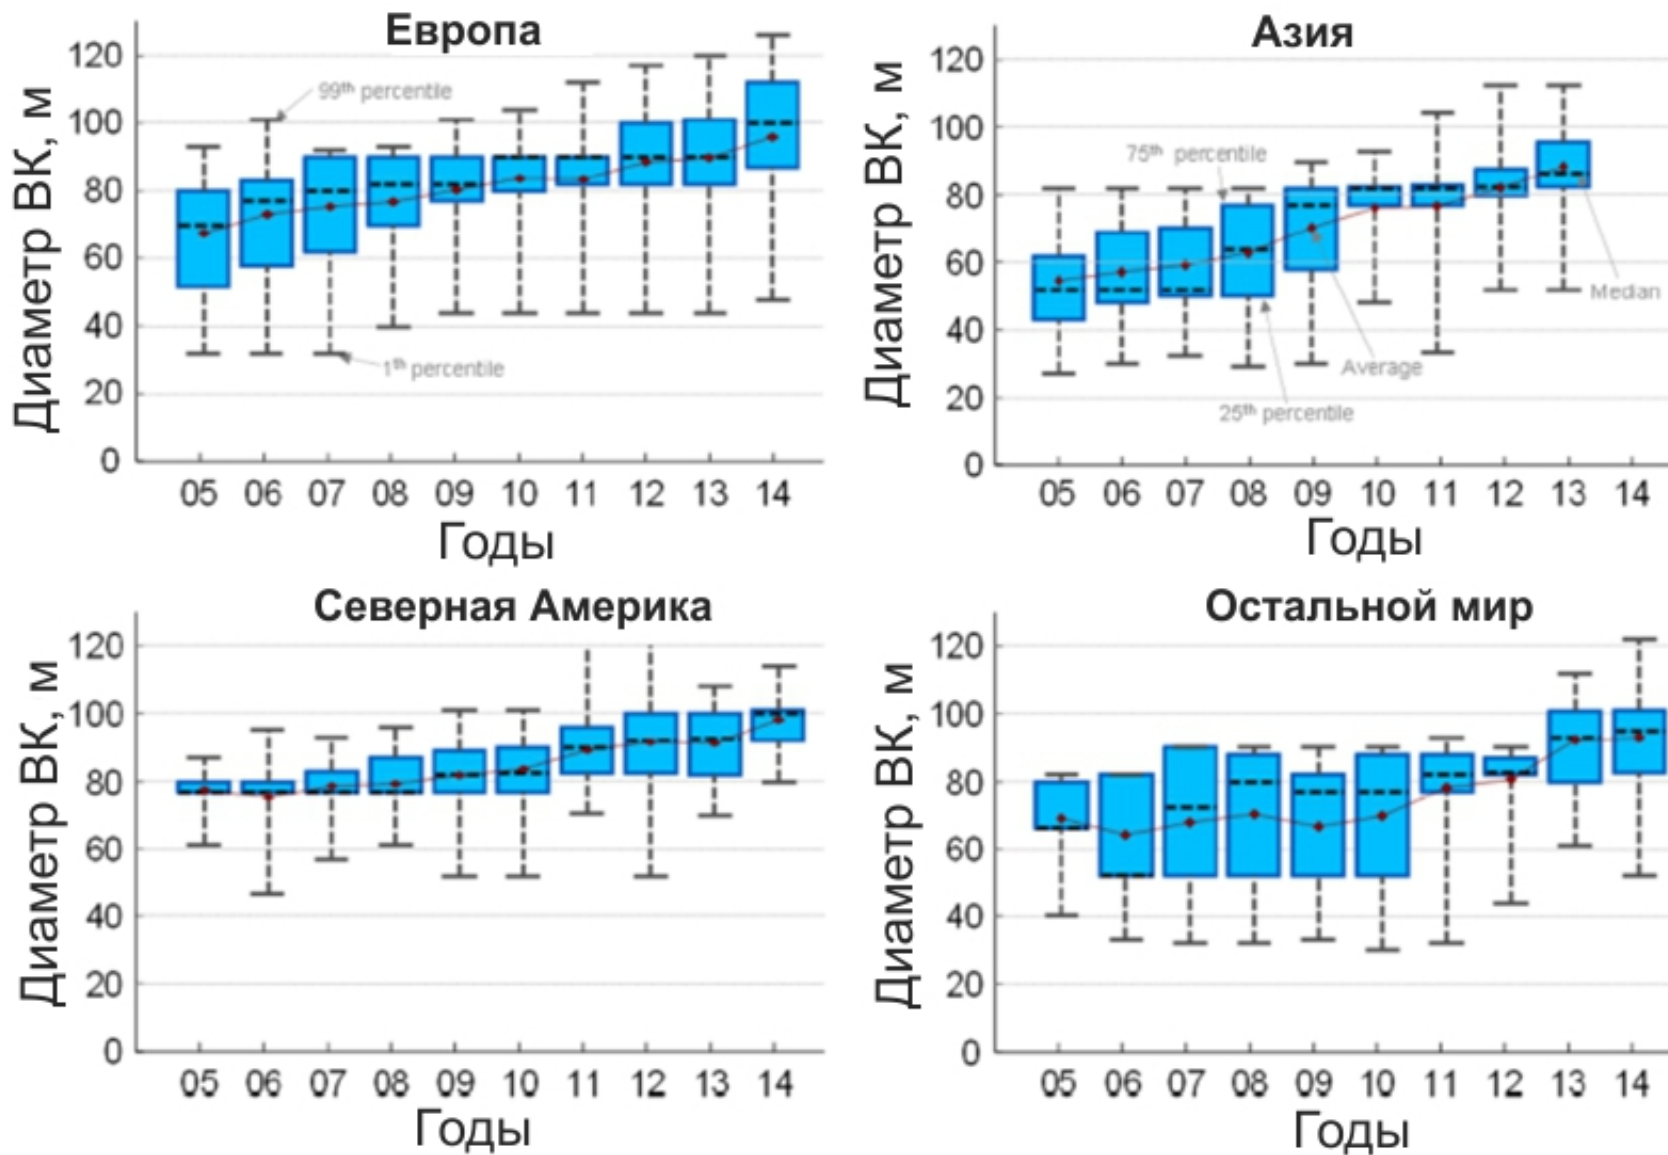 Европа
Диаметр ВК, м
120
100
80
60
40
20
0
99th percentile
1th percentile
05 06 07 08 09 10 11 12 13 14
Годы
Азия
Диаметр ВК, м
120
100
80
60
40
20
0
75th percentile
Median
Average
25th percentile
05 06 07 08 09 10 11 12 13 14
Годы
Северная Америка
Диаметр ВК, м
120
100
80
60
40
20
0
05 06 07 08 09 10 11 12 13 14
Годы
Остальной мир
Диаметр ВК, м
120
100
80
60
40
20
0
05 06 07 08 09 10 11 12 13 14
Годы